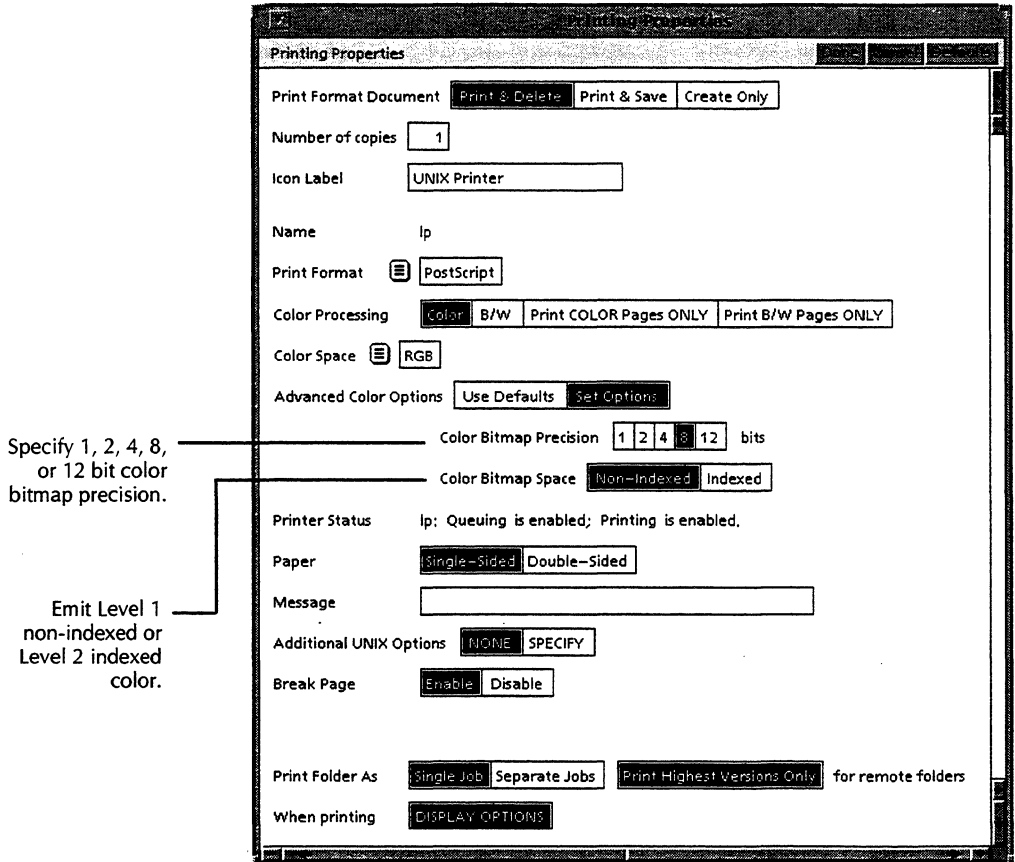 Printing Properties
Printing Properties
Print Format Document Print & Delete Print & Save Create Only
Number of copies 1
Icon Label UNIX Printer
Name lp
Print Format PostScript
Color Processing Color B/W Print COLOR Pages ONLY Print B/W Pages ONLY
Color Space RGB
Advanced Color Options Use Defaults Set Options
Color Bitmap Precision 1 2 4 8 12 bits
Color Bitmap Space Non-Indexed Indexed
Printer Status lp: Queuing is enabled; Printing is enabled.
Paper Single-Sided Double-Sided
Message
Additional UNIX Options NONE SPECIFY
Break Page Enable Disable
Print Folder As Single Job Separate Jobs Print Highest Versions Only for remote folders
When printing DISPLAY OPTIONS
Specify 1, 2, 4, 8,
or 12 bit color
bitmap precision.
Emit Level 1
non-indexed or
Level 2 indexed
color.